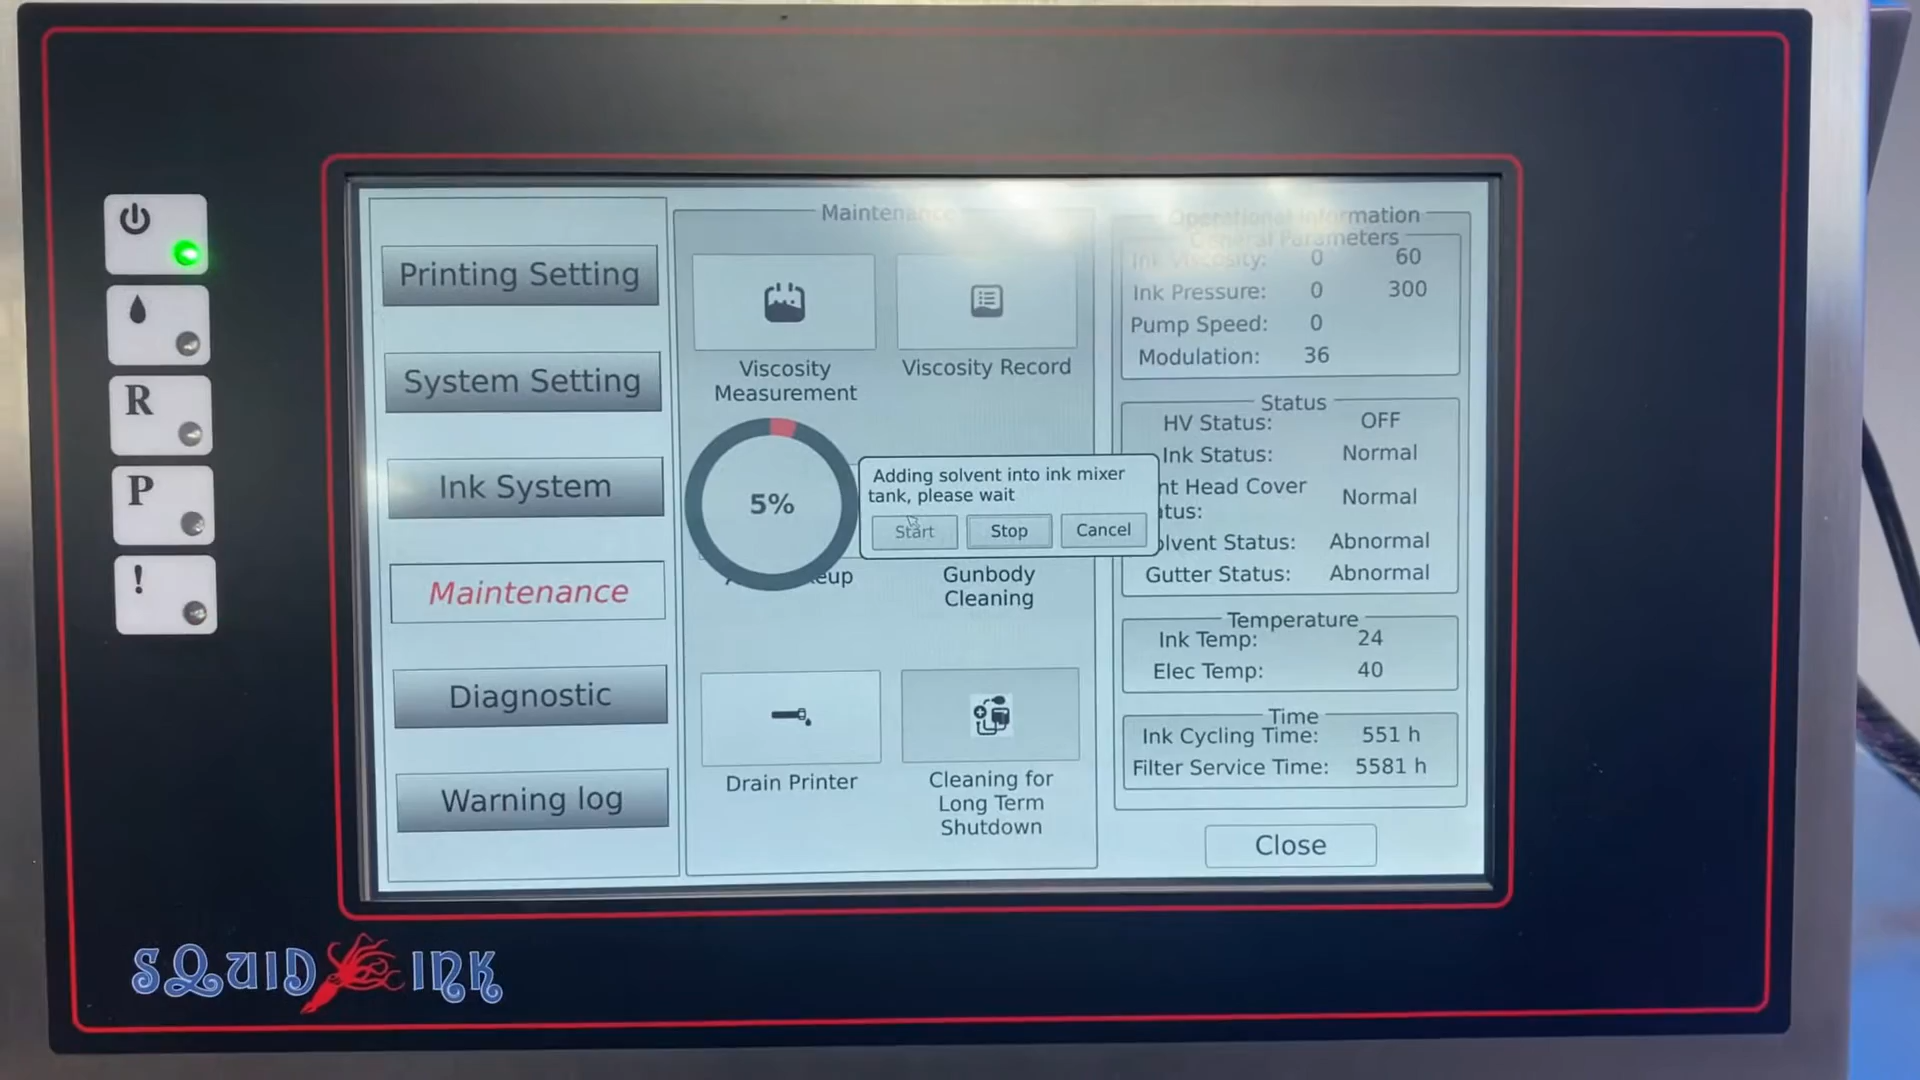 R
P
!
Printing Setting
System Setting
Ink System
Maintenance
Diagnostic
Warning log
Maintenance
Viscosity
Measurement
Viscosity Record
5%
Adding solvent into ink mixer
tank, please wait
Start
Stop
Cancel
eup
Gunbody
Cleaning
Drain Printer
Cleaning for
Long Term
Shutdown
Operational Information
General Parameters
Ink Viscosity: 0 60
Ink Pressure: 0 300
Pump Speed: 0
Modulation: 36
Status
HV Status: OFF
Ink Status: Normal
nt Head Cover
atus: Normal
olvent Status: Abnormal
Gutter Status: Abnormal
Temperature
Ink Temp: 24
Elec Temp: 40
Time
Ink Cycling Time: 551 h
Filter Service Time: 5581 h
Close
SQUID INK